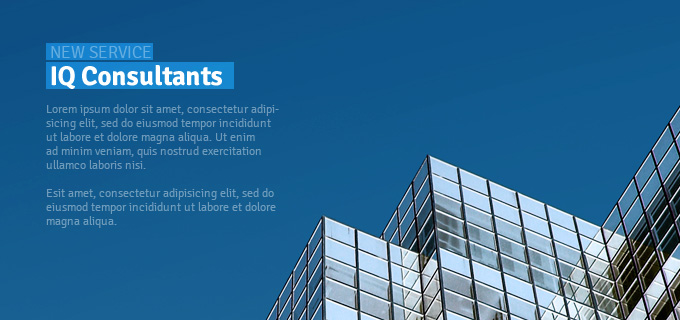 NEW SERVICE
IQ Consultants
Lorem ipsum dolor sit amet, consectetur adipi-
sicing elit, sed do eiusmod tempor incididunt
ut labore et dolore magna aliqua. Ut enim
ad minim veniam, quis nostrud exercitation
ullamco laboris nisi.
Esit amet, consectetur adipisicing elit, sed do
eiusmod tempor incididunt ut labore et dolore
magna aliqua.